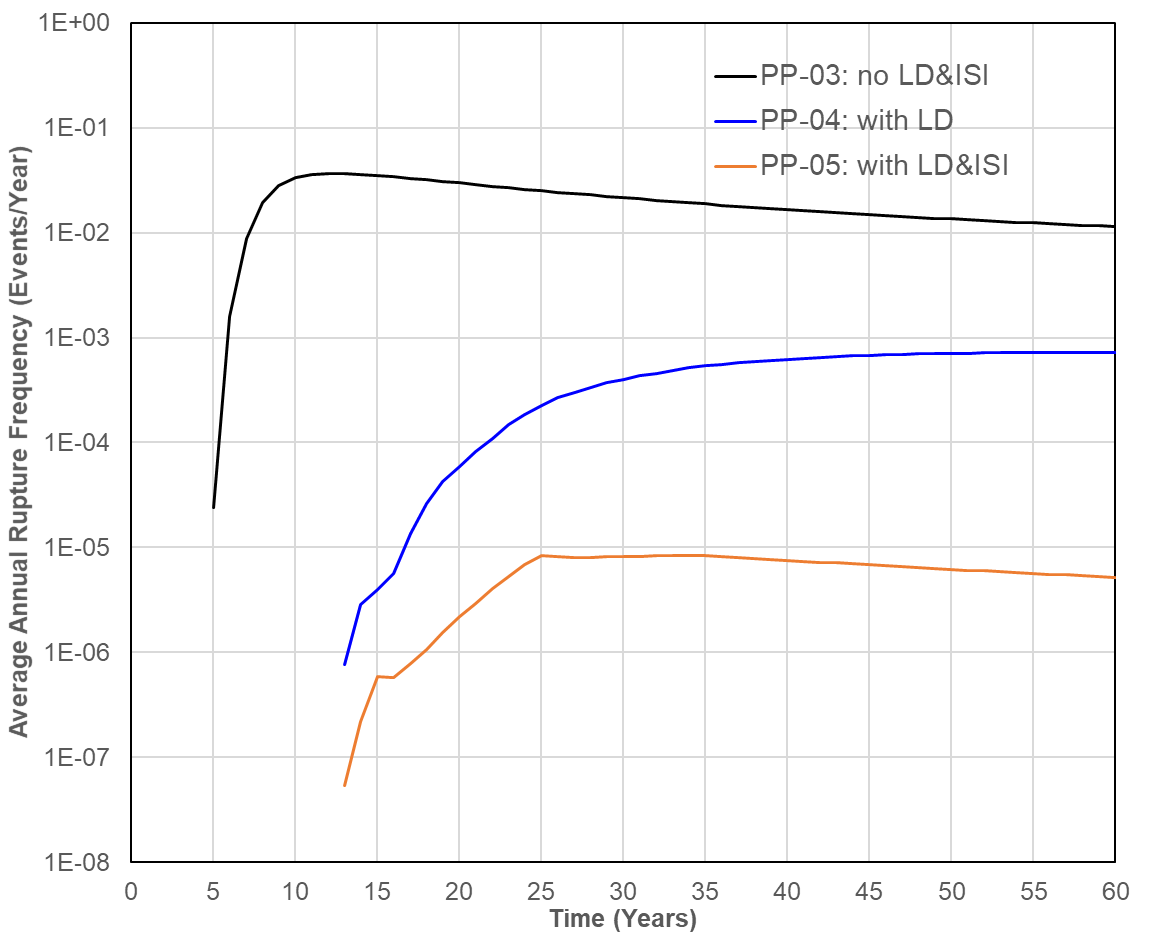 1E+00
1E-01
1E-02
1E-03
1E-04
1E-05
1E-06
1E-07
1E-08
Average Annual Rupture Frequency (Events/Year)
PP-03: no LD&ISI
PP-04: with LD
PP-05: with LD&ISI
0 5 10 15 20 25 30 35 40 45 50 55 60
Time (Years)